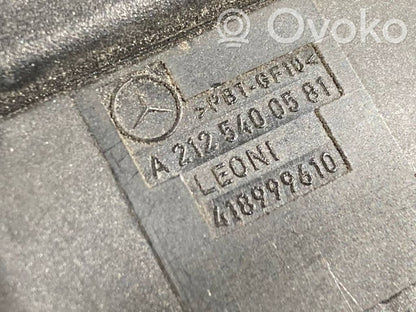 Ovoko
>PBT-GF10<
A 212 540 05 81
LEONI
418999610